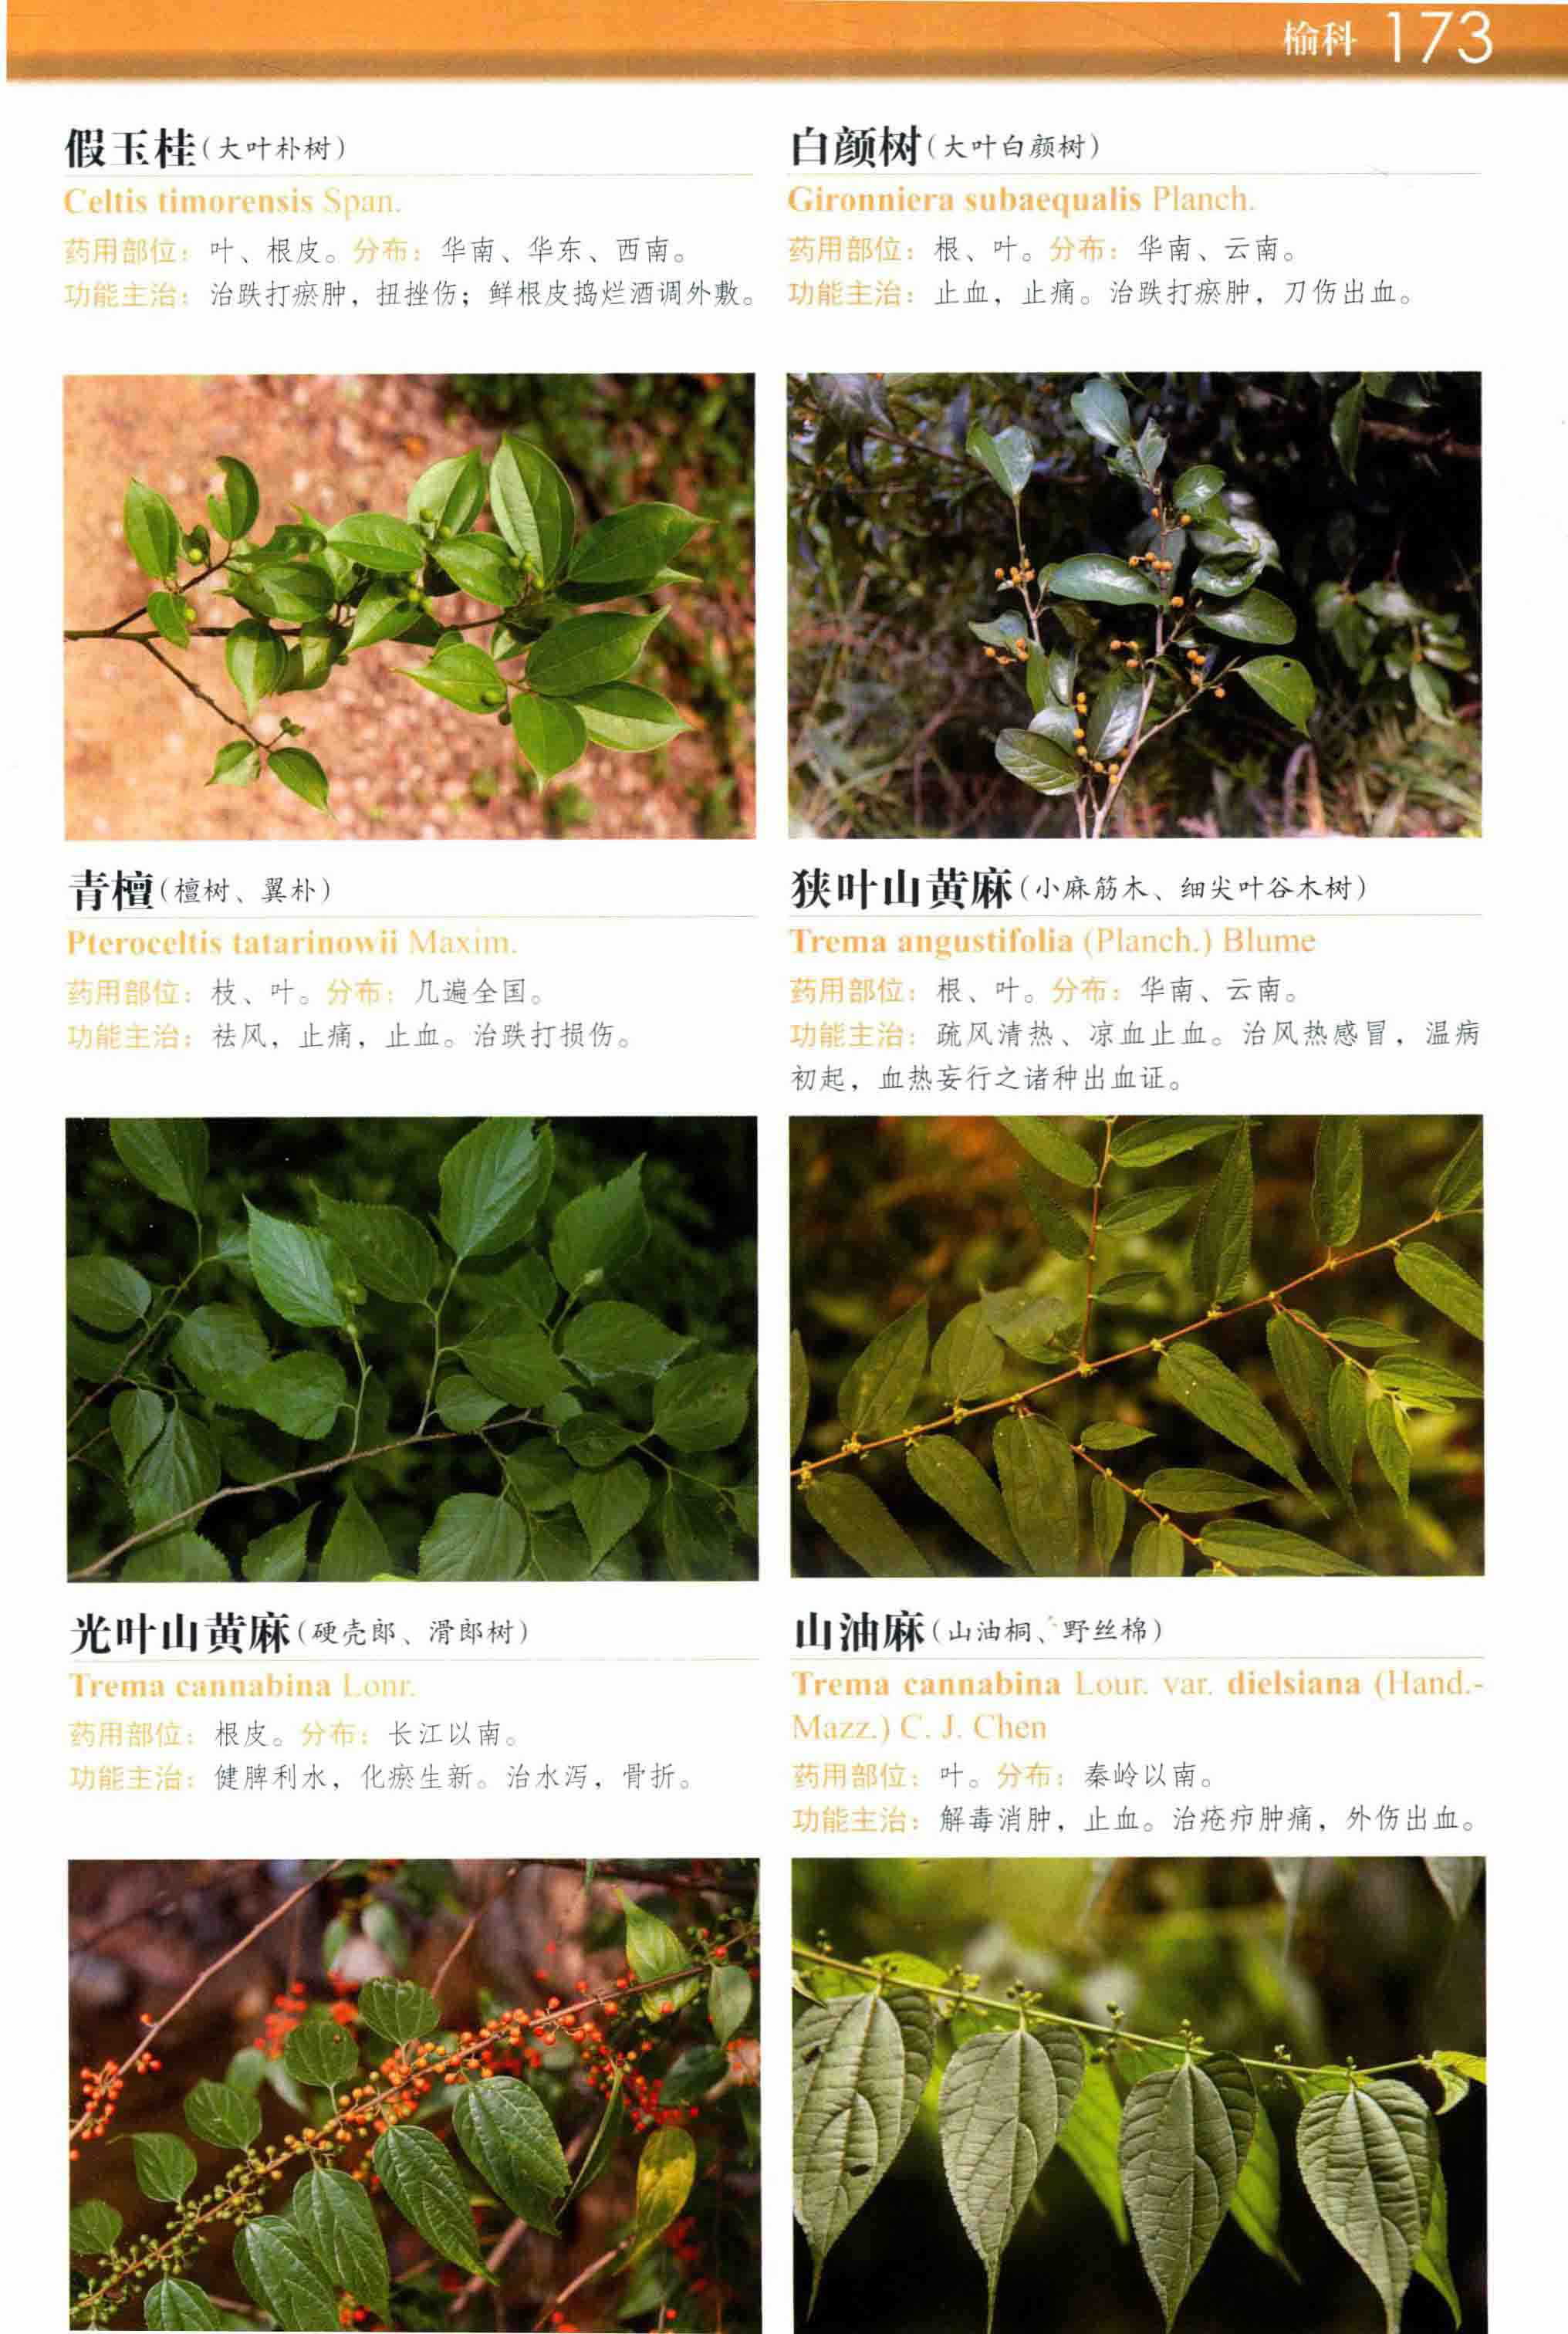 榆科 173
假玉桂(大叶朴树)
Celtis timorensis Span.
药用部位：叶、根皮。分布：华南、华东、西南。
功能主治：治跌打瘀肿，扭挫伤；鲜根皮捣烂酒调外敷。
白颜树(大叶白颜树)
Gironniera subaequalis Planch.
药用部位：根、叶。分布：华南、云南。
功能主治：止血，止痛。治跌打瘀肿，刀伤出血。
青檀(檀树、翼朴)
Pteroceltis tatarinowii Maxim.
药用部位：枝、叶。分布：几遍全国。
功能主治：祛风，止痛，止血。治跌打损伤。
狭叶山黄麻(小麻筋木、细尖叶谷木树)
Trema angustifolia (Planch.) Blume
药用部位：根、叶。分布：华南、云南。
功能主治：疏风清热、凉血止血。治风热感冒，温病
初起，血热妄行之诸种出血证。
光叶山黄麻(硬壳郎、滑郎树)
Trema cannabina Lonr.
药用部位：根皮。分布：长江以南。
功能主治：健脾利水，化瘀生新。治水泻，骨折。
山油麻(山油桐、野丝棉)
Trema cannabina Lour. var. dielsiana (Hand.-
Mazz.) C. J. Chen
药用部位：叶。分布：秦岭以南。
功能主治：解毒消肿，止血。治疮疖肿痛，外伤出血。